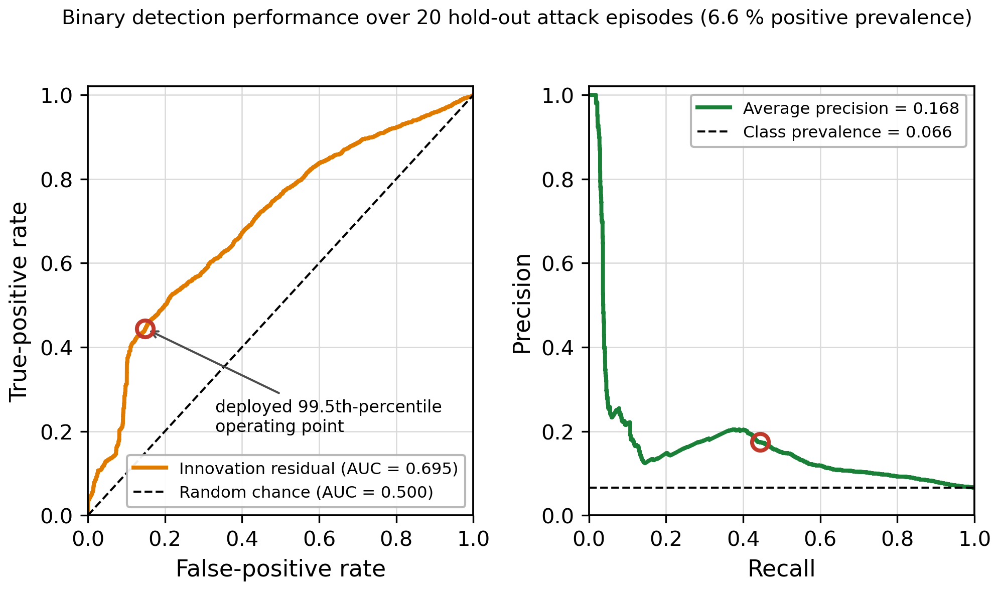 Binary detection performance over 20 hold-out attack episodes (6.6 % positive prevalence)
True-positive rate
1.0
0.8
0.6
0.4
0.2
0.0
deployed 99.5th-percentile
operating point
Innovation residual (AUC = 0.695)
Random chance (AUC = 0.500)
0.0 0.2 0.4 0.6 0.8 1.0
False-positive rate
Precision
1.0
0.8
0.6
0.4
0.2
0.0
Average precision = 0.168
Class prevalence = 0.066
0.0 0.2 0.4 0.6 0.8 1.0
Recall